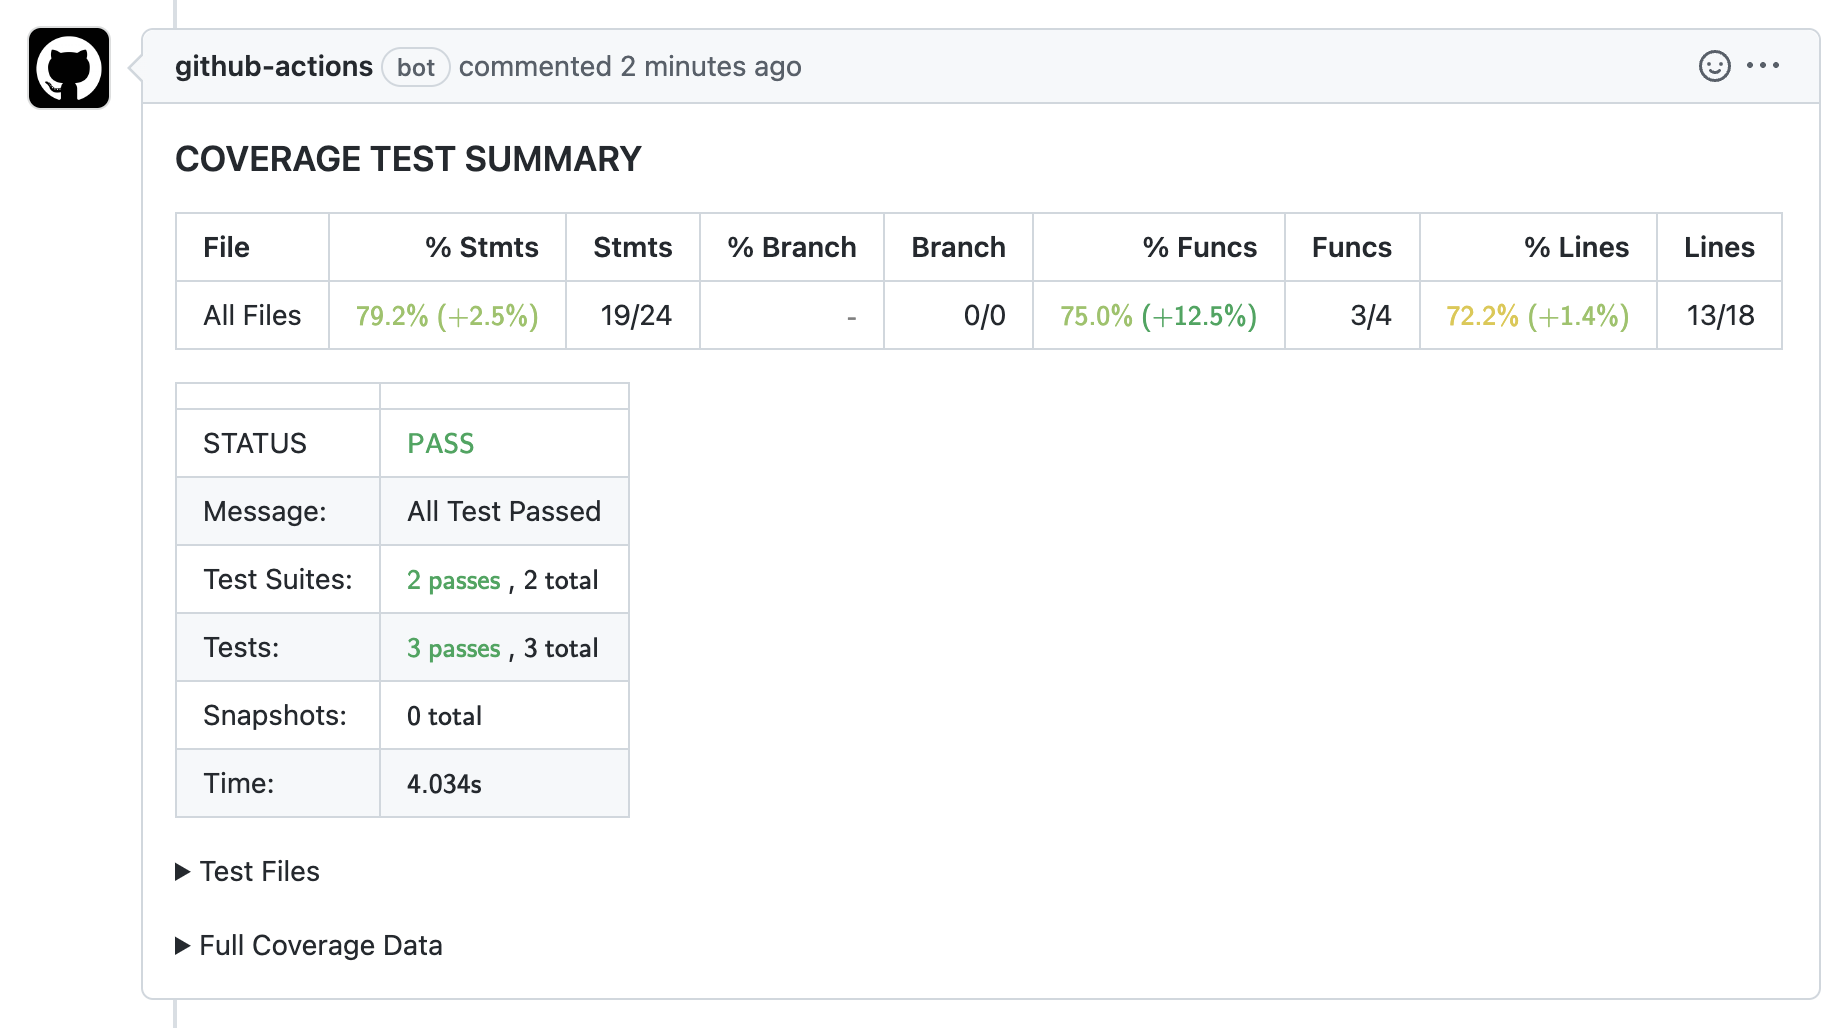 github-actions bot commented 2 minutes ago
COVERAGE TEST SUMMARY
File % Stmts Stmts % Branch Branch % Funcs Funcs % Lines Lines
All Files 79.2% (+2.5%) 19/24 - 0/0 75.0% (+12.5%) 3/4 72.2% (+1.4%) 13/18
STATUS PASS
Message: All Test Passed
Test Suites: 2 passes , 2 total
Tests: 3 passes , 3 total
Snapshots: 0 total
Time: 4.034s
Test Files
Full Coverage Data